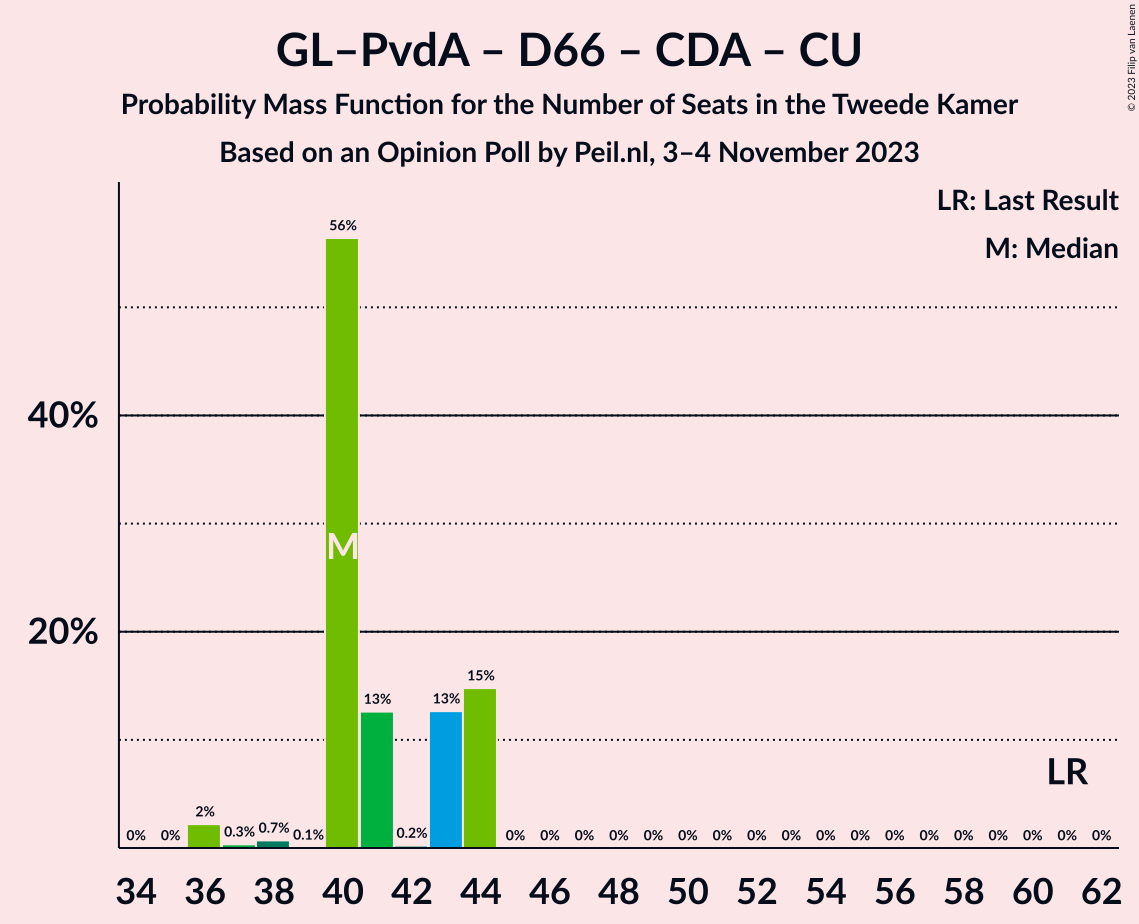 GL–PvdA – D66 – CDA – CU
Probability Mass Function for the Number of Seats in the Tweede Kamer
Based on an Opinion Poll by Peil.nl, 3–4 November 2023
© 2023 Filip van Laenen
LR: Last Result
M: Median
56%
40%
M
20%
15%
13% 13%
LR
2%
0% 0% 0.3% 0.7% 0.1% 0.2% 0% 0% 0% 0% 0% 0% 0% 0% 0% 0% 0% 0% 0% 0% 0% 0% 0% 0%
34 36 38 40 42 44 46 48 50 52 54 56 58 60 62